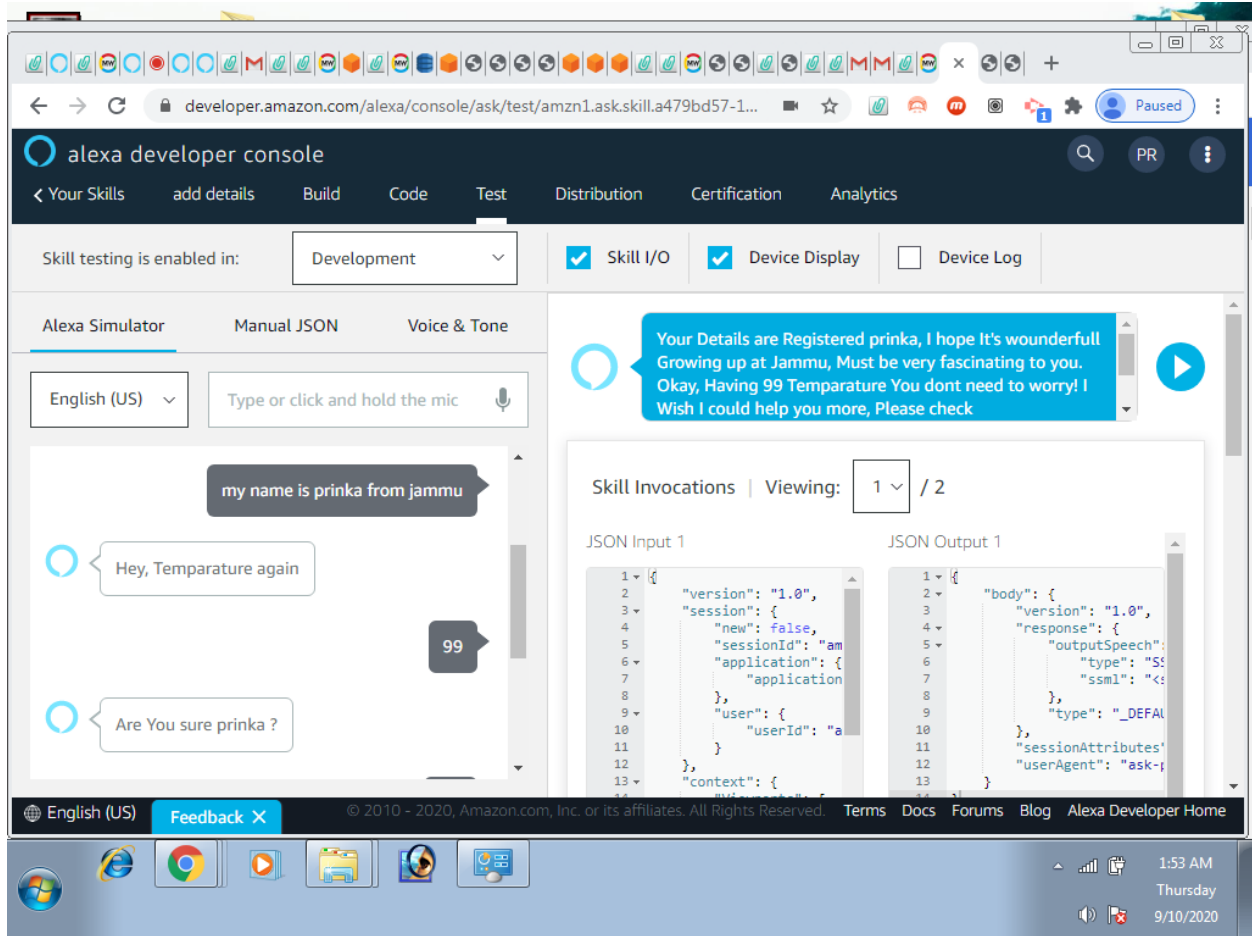 developer.amazon.com/alexa/console/ask/test/amzn1.ask.skill.a479bd57-1...
1
Paused
alexa developer console
PR
Your Skills add details Build Code Test Distribution Certification Analytics
Skill testing is enabled in: Development Skill I/O Device Display Device Log
Alexa Simulator Manual JSON Voice & Tone
English (US) Type or click and hold the mic
my name is prinka from jammu
Hey, Temparature again
99
Are You sure prinka ?
Your Details are Registered prinka, I hope It's wounderfull
Growing up at Jammu, Must be very fascinating to you.
Okay, Having 99 Temparature You dont need to worry! I
Wish I could help you more, Please check
Skill Invocations | Viewing: 1 / 2
JSON Input 1
1 {
2 "version": "1.0",
3 "session": {
4 "new": false,
5 "sessionId": "am
6 "application": {
7 "application
8 },
9 "user": {
10 "userId": "a
11 }
12 },
13 "context": {
JSON Output 1
1 {
2 "body": {
3 "version": "1.0",
4 "response": {
5 "outputSpeech":
6 "type": "SS
7 "ssml": "<s
8 },
9 "type": "_DEFAU
10 },
11 "sessionAttributes"
12 "userAgent": "ask-p
13 }
English (US) Feedback X © 2010 - 2020, Amazon.com, Inc. or its affiliates. All Rights Reserved. Terms Docs Forums Blog Alexa Developer Home
1:53 AM
Thursday
9/10/2020